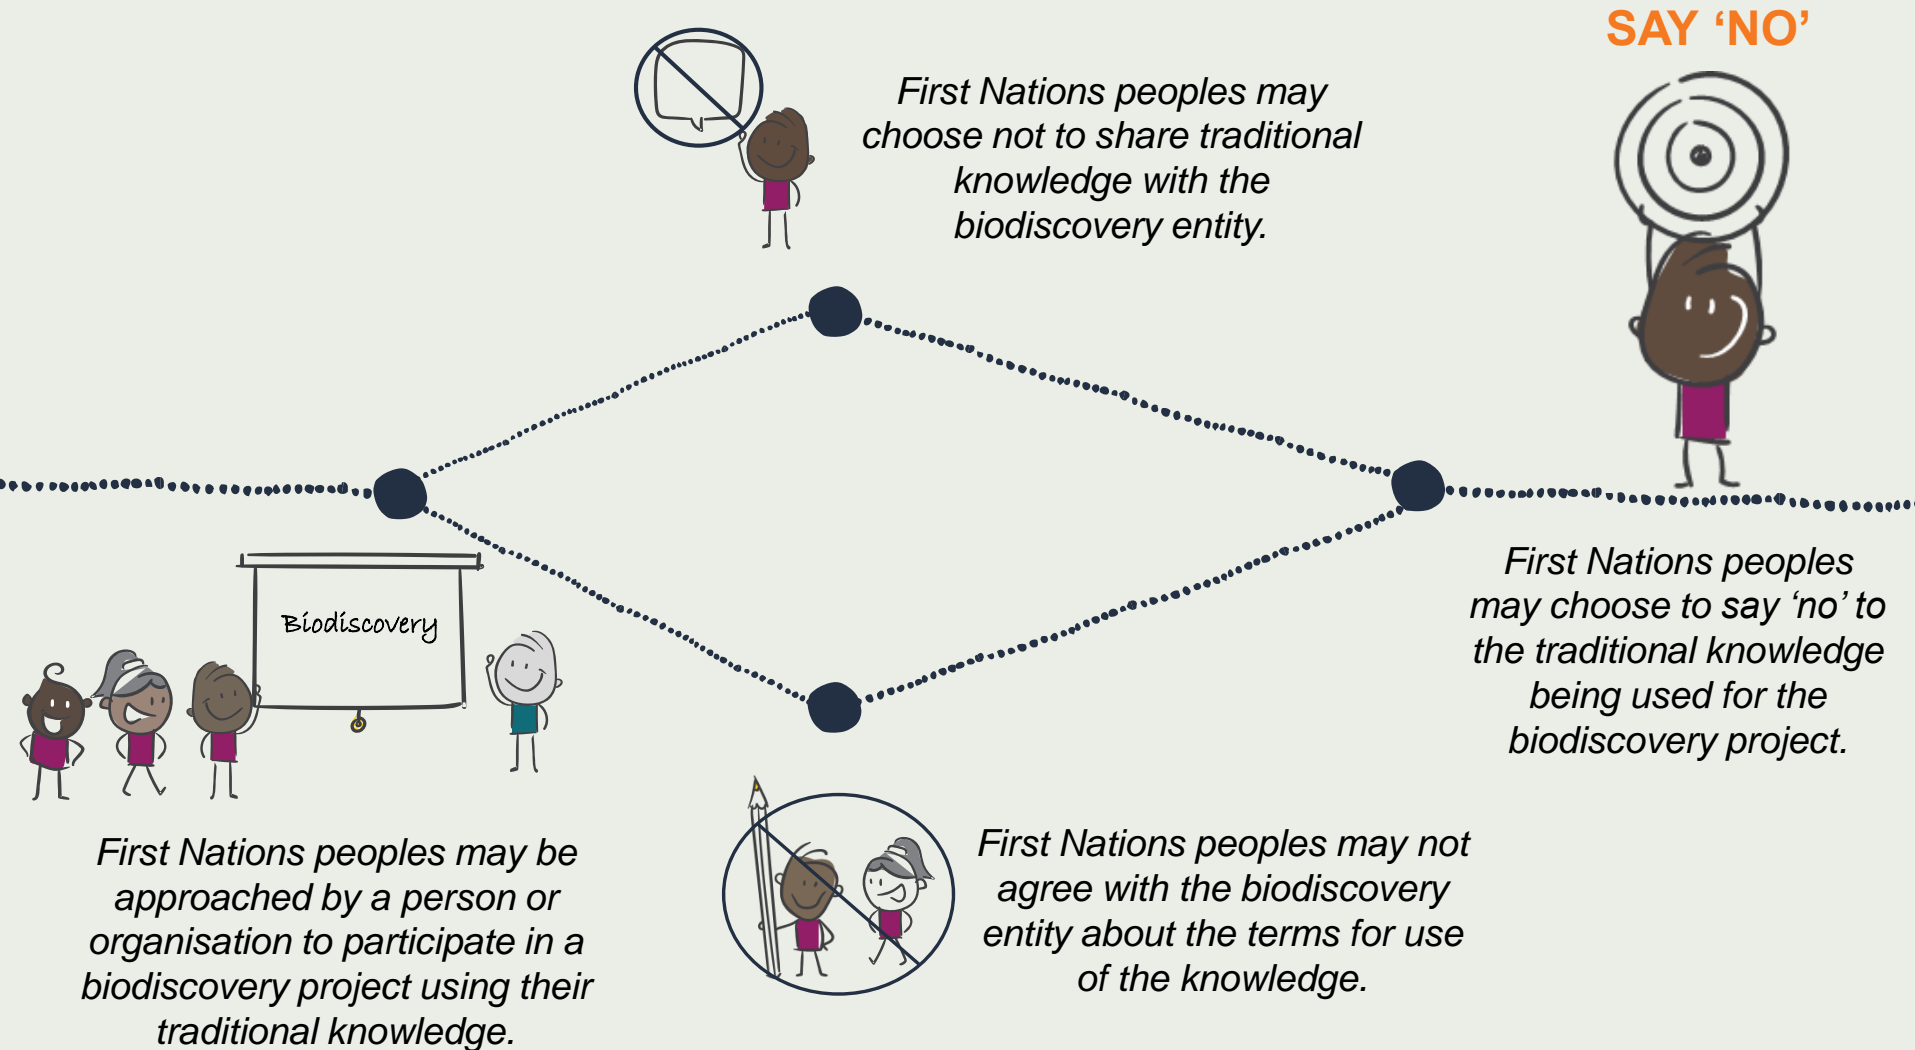 SAY ‘NO’
First Nations peoples may
choose not to share traditional
knowledge with the
biodiscovery entity.
Biodiscovery
First Nations peoples may be
approached by a person or
organisation to participate in a
biodiscovery project using their
traditional knowledge.
First Nations peoples may not
agree with the biodiscovery
entity about the terms for use
of the knowledge.
First Nations peoples
may choose to say ‘no’ to
the traditional knowledge
being used for the
biodiscovery project.